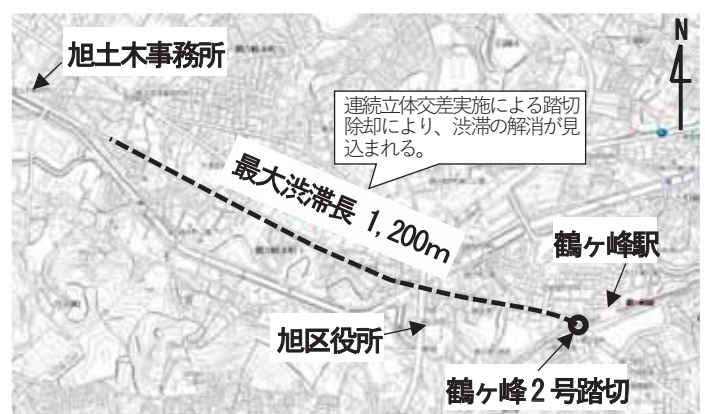 旭土木事務所
N
連続立体交差実施による踏切
除却により、渋滞の解消が見
込まれる。
最大渋滞長 1,200m
鶴ヶ峰駅
旭区役所
鶴ヶ峰2号踏切